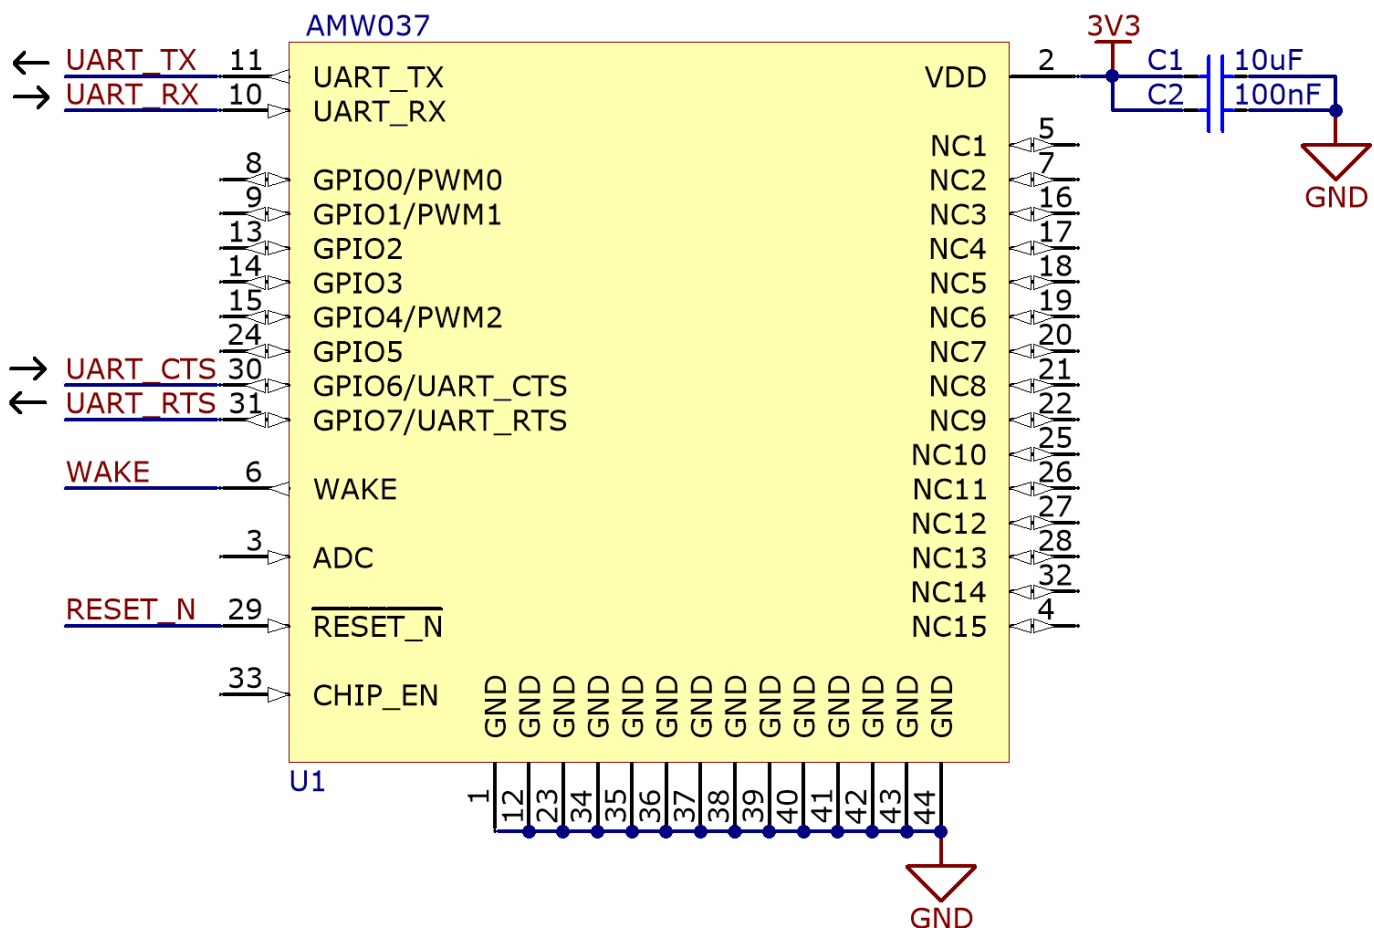 AMW037
3V3
UART_TX 11 UART_TX VDD 2 C1 10uF
UART_RX 10 UART_RX C2 100nF
NC1 5
8 GPIO0/PWM0 NC2 7
GND
9 GPIO1/PWM1 NC3 16
13 GPIO2 NC4 17
14 GPIO3 NC5 18
15 GPIO4/PWM2 NC6 19
24 GPIO5 NC7 20
UART_CTS 30 GPIO6/UART_CTS NC8 21
UART_RTS 31 GPIO7/UART_RTS NC9 22
NC10 25
WAKE 6 WAKE NC11 26
NC12 27
3 ADC NC13 28
NC14 32
RESET_N 29 RESET_N NC15 4
33 CHIP_EN
GND GND GND GND GND GND GND GND GND GND GND GND GND GND
U1
1 12 23 34 35 36 37 38 39 40 41 42 43 44
GND